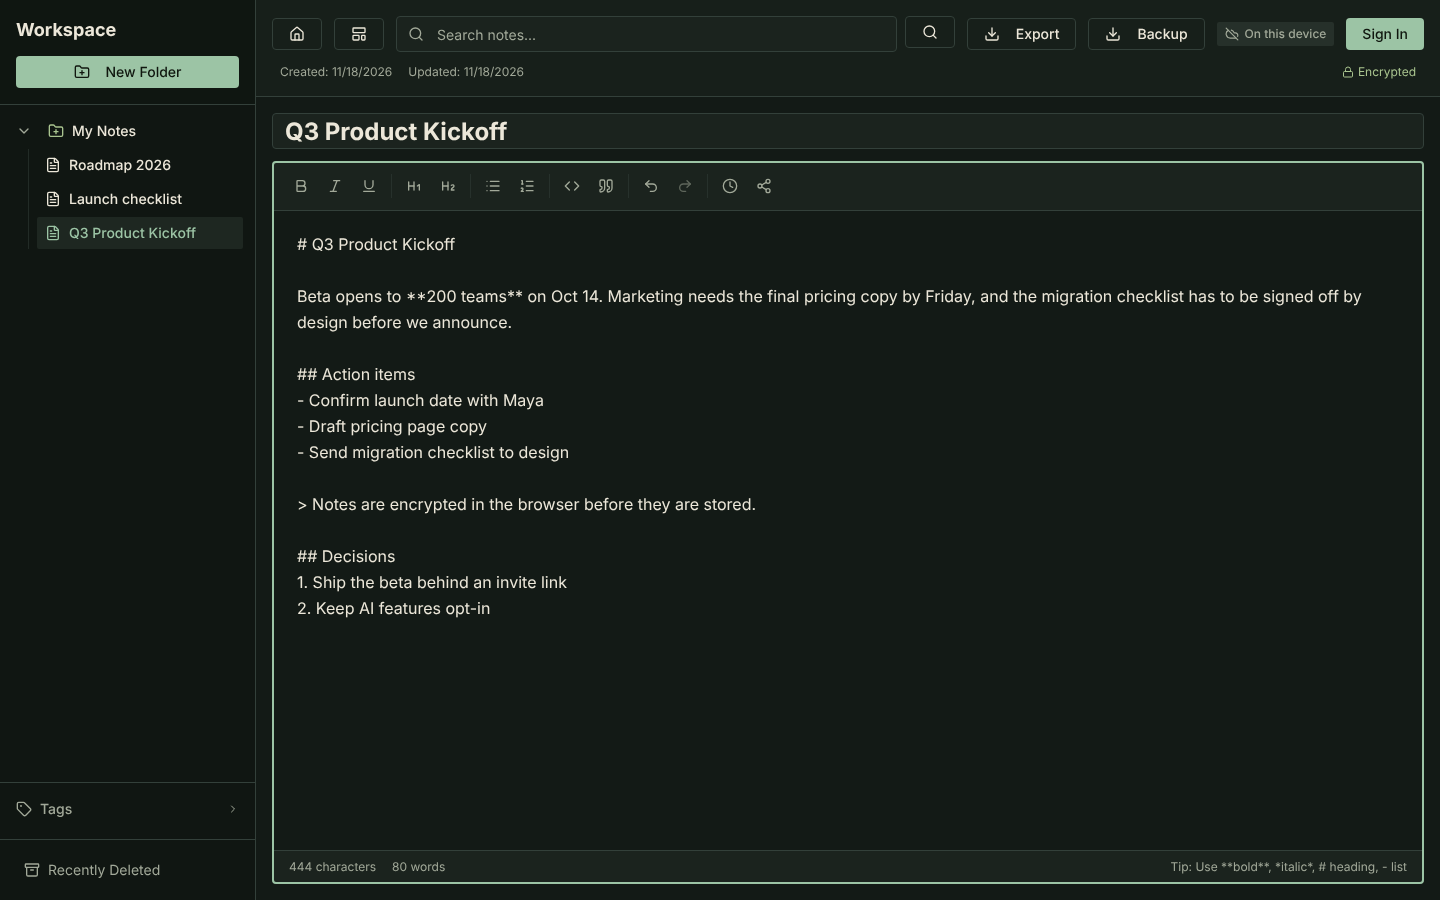 Workspace
New Folder
My Notes
Roadmap 2026
Launch checklist
Q3 Product Kickoff
Tags
Recently Deleted
Search notes...
Export
Backup
On this device
Sign In
Created: 11/18/2026 Updated: 11/18/2026
Encrypted
Q3 Product Kickoff
B I U H1 H2
# Q3 Product Kickoff
Beta opens to **200 teams** on Oct 14. Marketing needs the final pricing copy by Friday, and the migration checklist has to be signed off by
design before we announce.
## Action items
- Confirm launch date with Maya
- Draft pricing page copy
- Send migration checklist to design
> Notes are encrypted in the browser before they are stored.
## Decisions
1. Ship the beta behind an invite link
2. Keep AI features opt-in
444 characters 80 words
Tip: Use **bold**, *italic*, # heading, - list